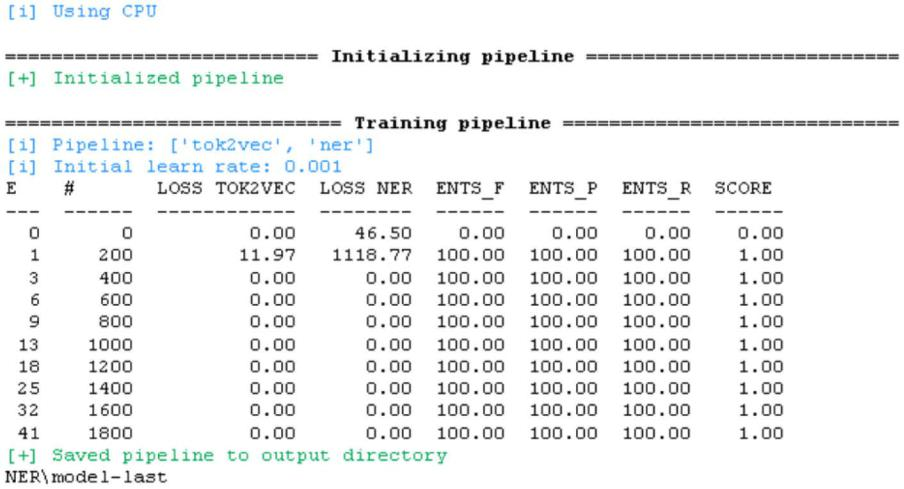 [i] Using CPU
=========================== Initializing pipeline ===========================
[+] Initialized pipeline
============================= Training pipeline =============================
[i] Pipeline: ['tok2vec', 'ner']
[i] Initial learn rate: 0.001
E    #       LOSS TOK2VEC  LOSS NER  ENTS_F  ENTS_P  ENTS_R  SCORE
---  ------  ------------  --------  ------  ------  ------  ------
  0       0          0.00     46.50    0.00    0.00    0.00    0.00
  1     200         11.97   1118.77  100.00  100.00  100.00    1.00
  3     400          0.00      0.00  100.00  100.00  100.00    1.00
  6     600          0.00      0.00  100.00  100.00  100.00    1.00
  9     800          0.00      0.00  100.00  100.00  100.00    1.00
 13    1000          0.00      0.00  100.00  100.00  100.00    1.00
 18    1200          0.00      0.00  100.00  100.00  100.00    1.00
 25    1400          0.00      0.00  100.00  100.00  100.00    1.00
 32    1600          0.00      0.00  100.00  100.00  100.00    1.00
 41    1800          0.00      0.00  100.00  100.00  100.00    1.00
[+] Saved pipeline to output directory
NER\model-last